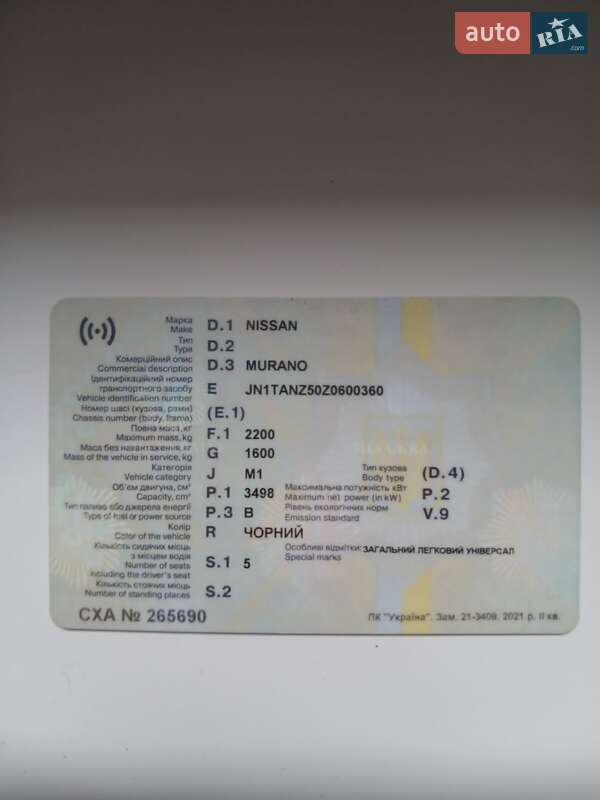 auto RIA .com
Марка D.1 NISSAN
Make
Тип D.2
Type
Комерційний опис D.3 MURANO
Commercial description
Ідентифікаційний номер
транспортного засобу E JN1TANZ50Z0600360
Vehicle identification number
Номер шасі (кузова, рами) (E.1)
Chassis number (body, frame)
Повна маса, кг F.1 2200
Maximum mass, kg
Маса без навантаження, кг G 1600
Mass of the vehicle in service, kg
Категорія J M1 Тип кузова (D.4)
Vehicle category Body type
Об'єм двигуна, см³ P.1 3498 Максимальна потужність кВт P.2
Capacity, cm³ Maximum net power (in kW)
Тип палива або джерела енергії P.3 B Рівень екологічних норм V.9
Type of fuel or power source Emission standard
Колір R ЧОРНИЙ
Color of the vehicle
Кількість сидячих місць Особливі відмітки: ЗАГАЛЬНИЙ ЛЕГКОВИЙ УНІВЕРСАЛ
з місцем водія S.1 5 Special marks
Number of seats
including the driver's seat
Кількість стоячих місць S.2
Number of standing places
СХА № 265690 ПК "Україна". Зам. 21-3408. 2021 р. II кв.